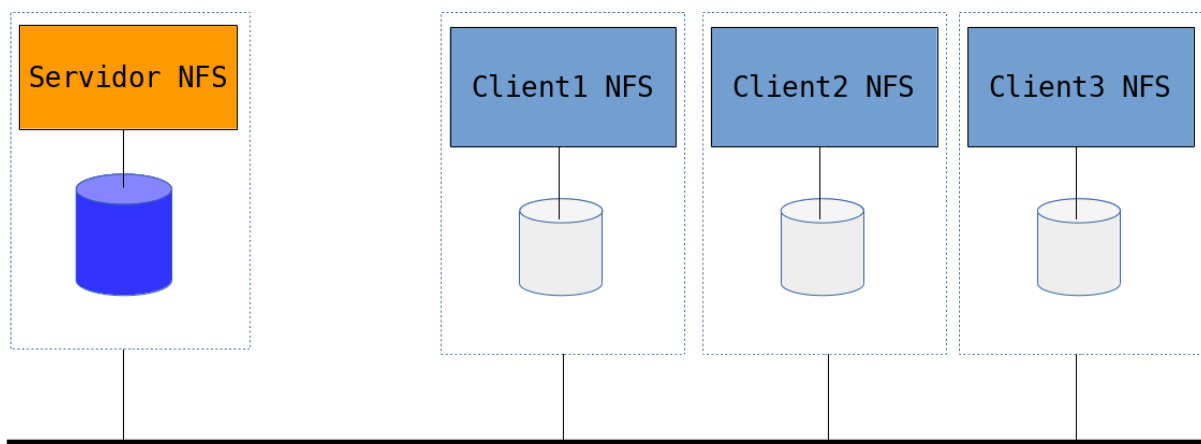 Servidor NFS
Client1 NFS
Client2 NFS
Client3 NFS